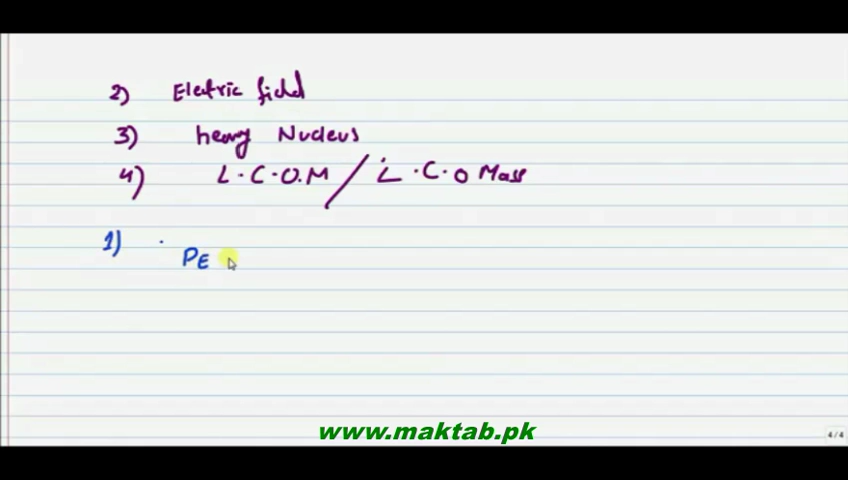 2) Electric field
3) heavy Nucleus
4) L.C.O.M / L.C.O Mass
1) . PE
www.maktab.pk
4/4